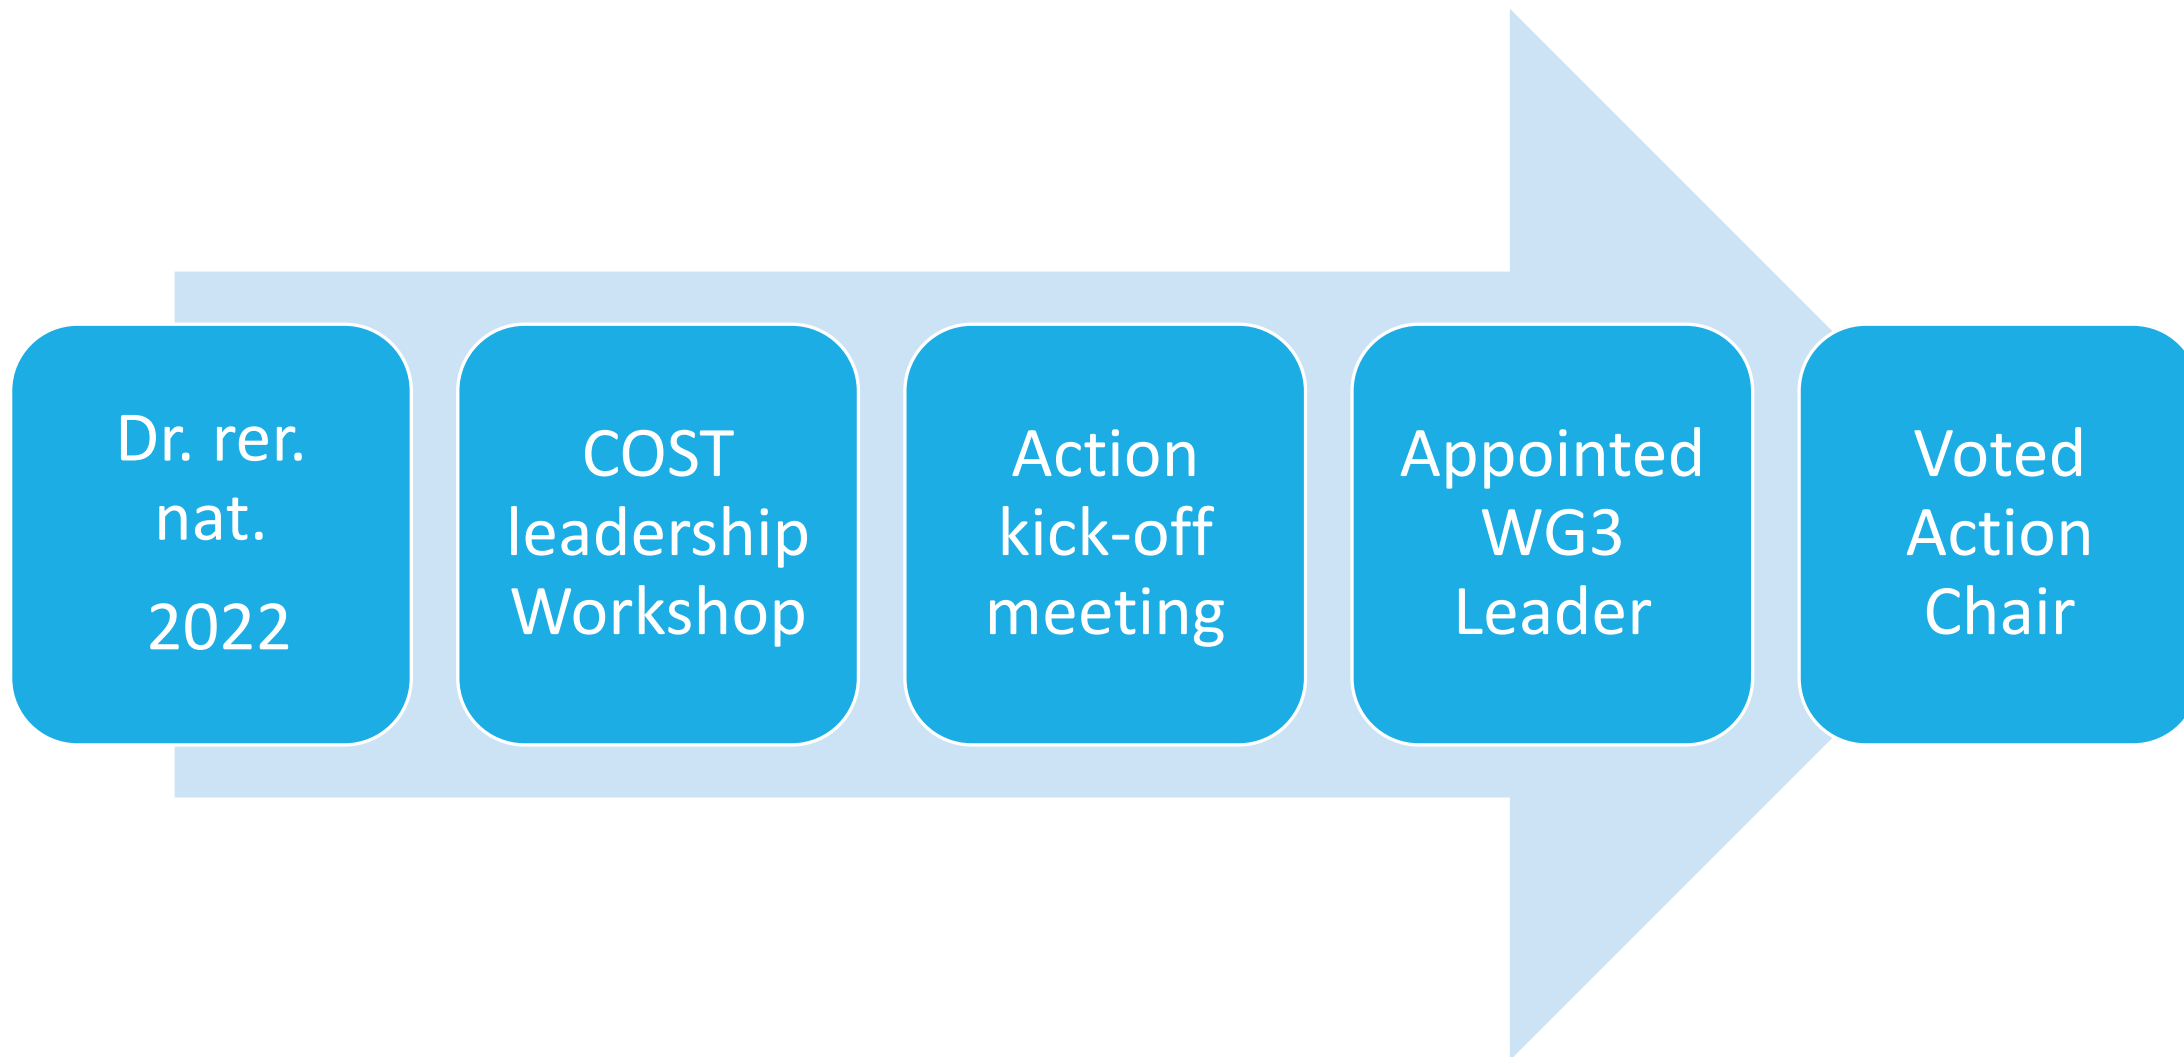 Dr. rer.
nat.
2022
COST
leadership
Workshop
Action
kick-off
meeting
Appointed
WG3
Leader
Voted
Action
Chair